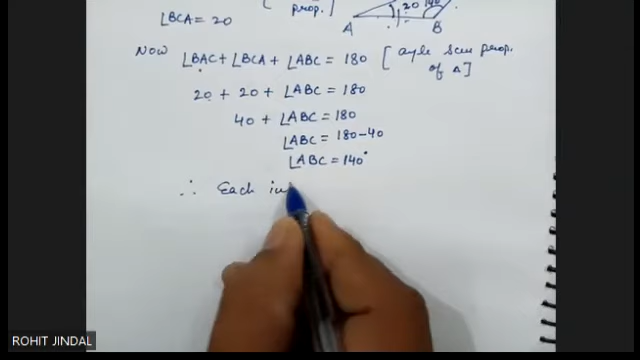 ∠BCA = 20
prop.]
20 140
A B
Now ∠BAC + ∠BCA + ∠ABC = 180 [angle sum prop.
of Δ]
20 + 20 + ∠ABC = 180
40 + ∠ABC = 180
∠ABC = 180-40
∠ABC = 140°
∴ Each in
ROHIT JINDAL